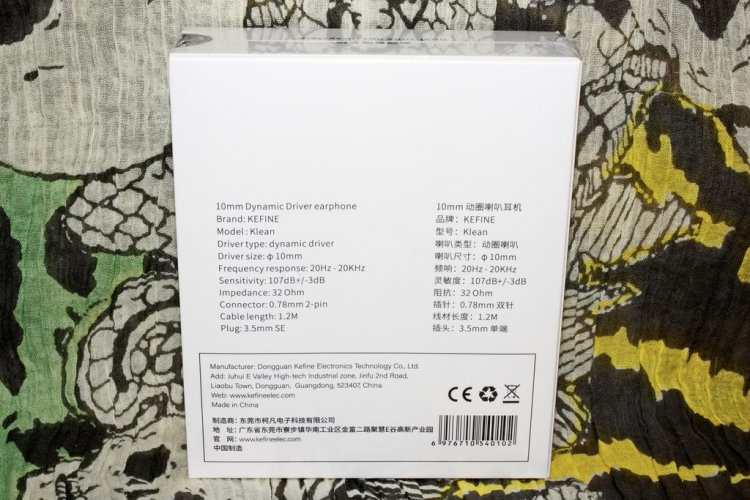 10mm Dynamic Driver earphone
Brand: KEFINE
Model: Klean
Driver type: dynamic driver
Driver size: φ 10mm
Frequency response: 20Hz - 20KHz
Sensitivity: 107dB+/-3dB
Impedance: 32 Ohm
Connector: 0.78mm 2-pin
Cable length: 1.2M
Plug: 3.5mm SE
10mm 动圈喇叭耳机
品牌: KEFINE
型号: Klean
喇叭类型: 动圈喇叭
喇叭尺寸: φ 10mm
频响: 20Hz - 20KHz
灵敏度: 107dB+/-3dB
阻抗: 32 Ohm
插针: 0.78mm 双针
线材长度: 1.2M
插头: 3.5mm 单端
Manufacturer: Dongguan Kefine Electronics Technology Co., Ltd.
Add: Juhui E Valley High-tech Industrial zone, Jinfu 2nd Road,
Liaobu Town, Dongguan, Guangdong, 523407, China.
Web: www.kefineelec.com
Made in China
制造商: 东莞市柯凡电子科技有限公司
地 址: 广东省东莞市寮步镇华南工业区金富二路聚慧E谷高新产业园
官 网: www.kefineelec.com
中国制造
CE
6 976710 540102